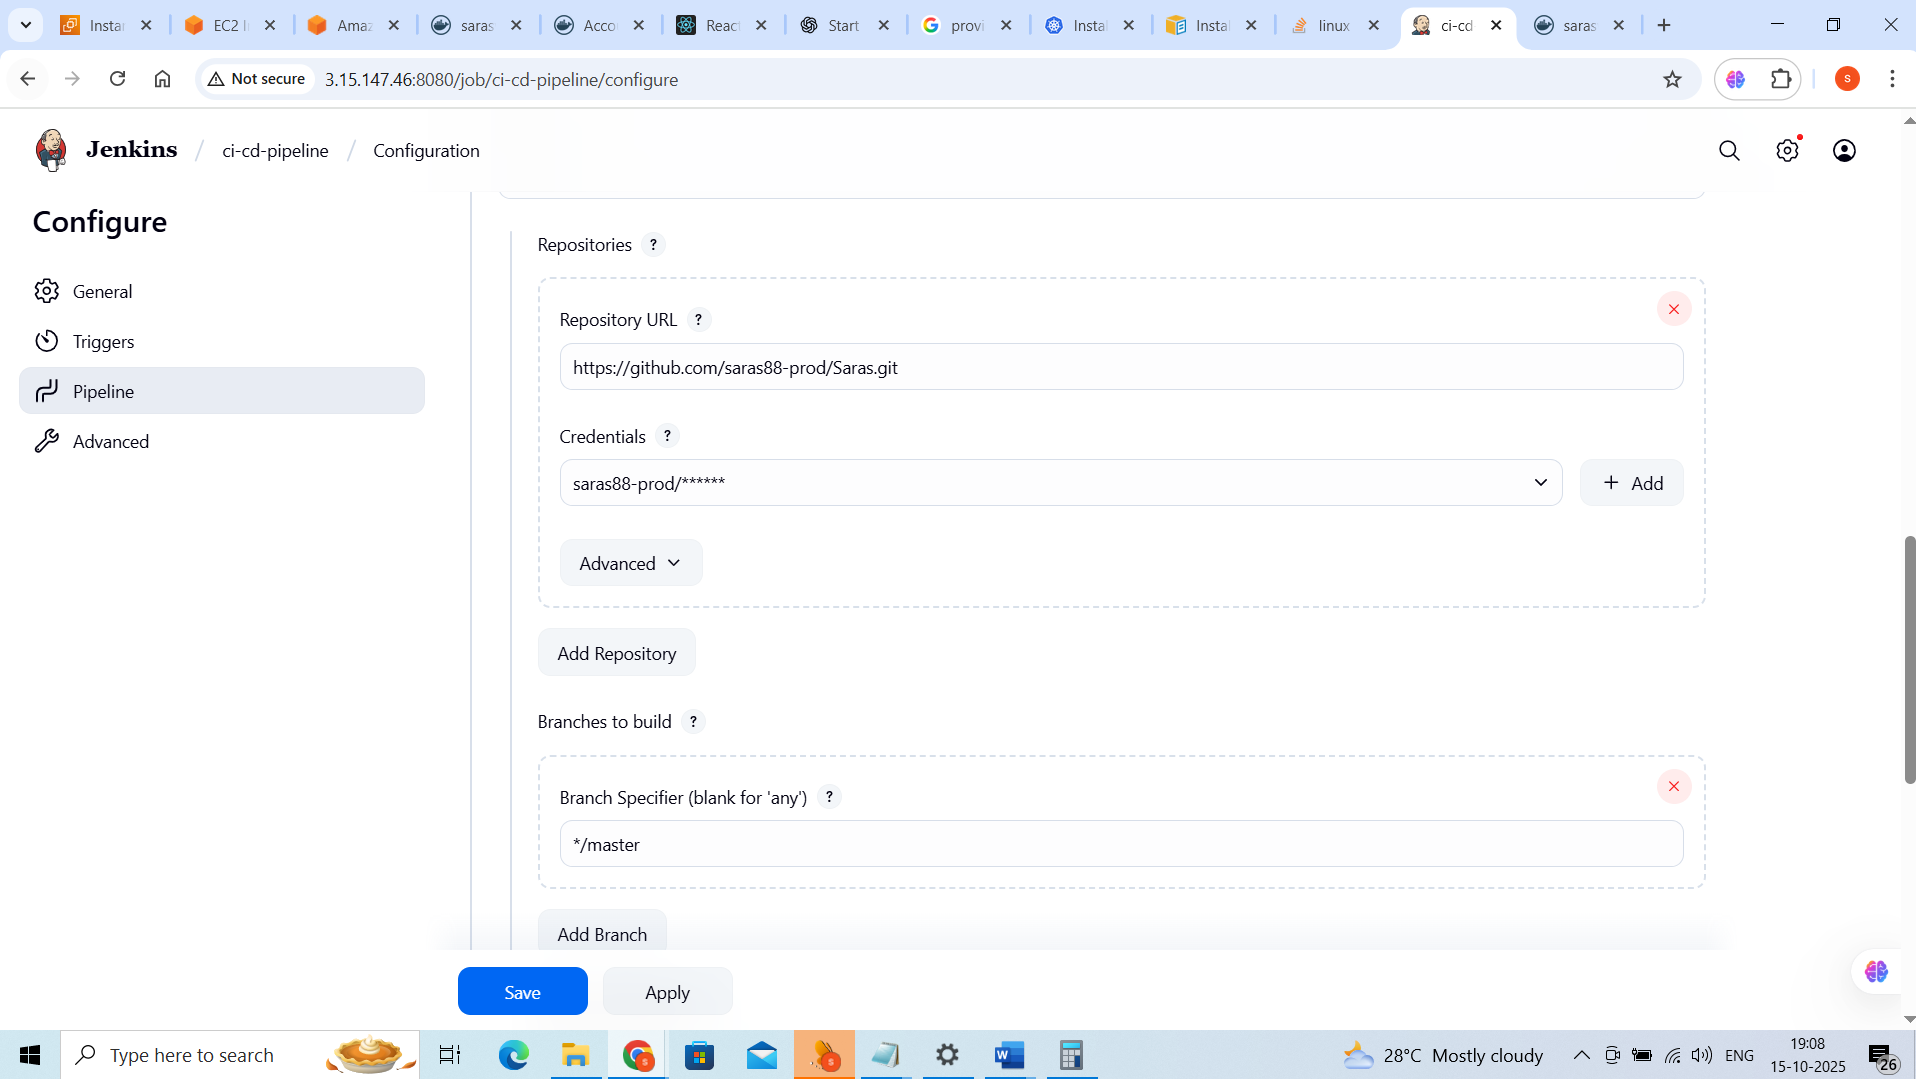 Instar
EC2 I
Amaz
saras
Acco
React
Start
provi
Instal
Instal
linux
ci-cd
saras
Not secure
3.15.147.46:8080/job/ci-cd-pipeline/configure
S
Jenkins / ci-cd-pipeline / Configuration
Configure
General
Triggers
Pipeline
Advanced
Repositories ?
Repository URL ?
https://github.com/saras88-prod/Saras.git
Credentials ?
saras88-prod/******
+ Add
Advanced
Add Repository
Branches to build ?
Branch Specifier (blank for 'any') ?
*/master
Add Branch
Save
Apply
Type here to search
28°C Mostly cloudy
ENG
19:08
15-10-2025
26